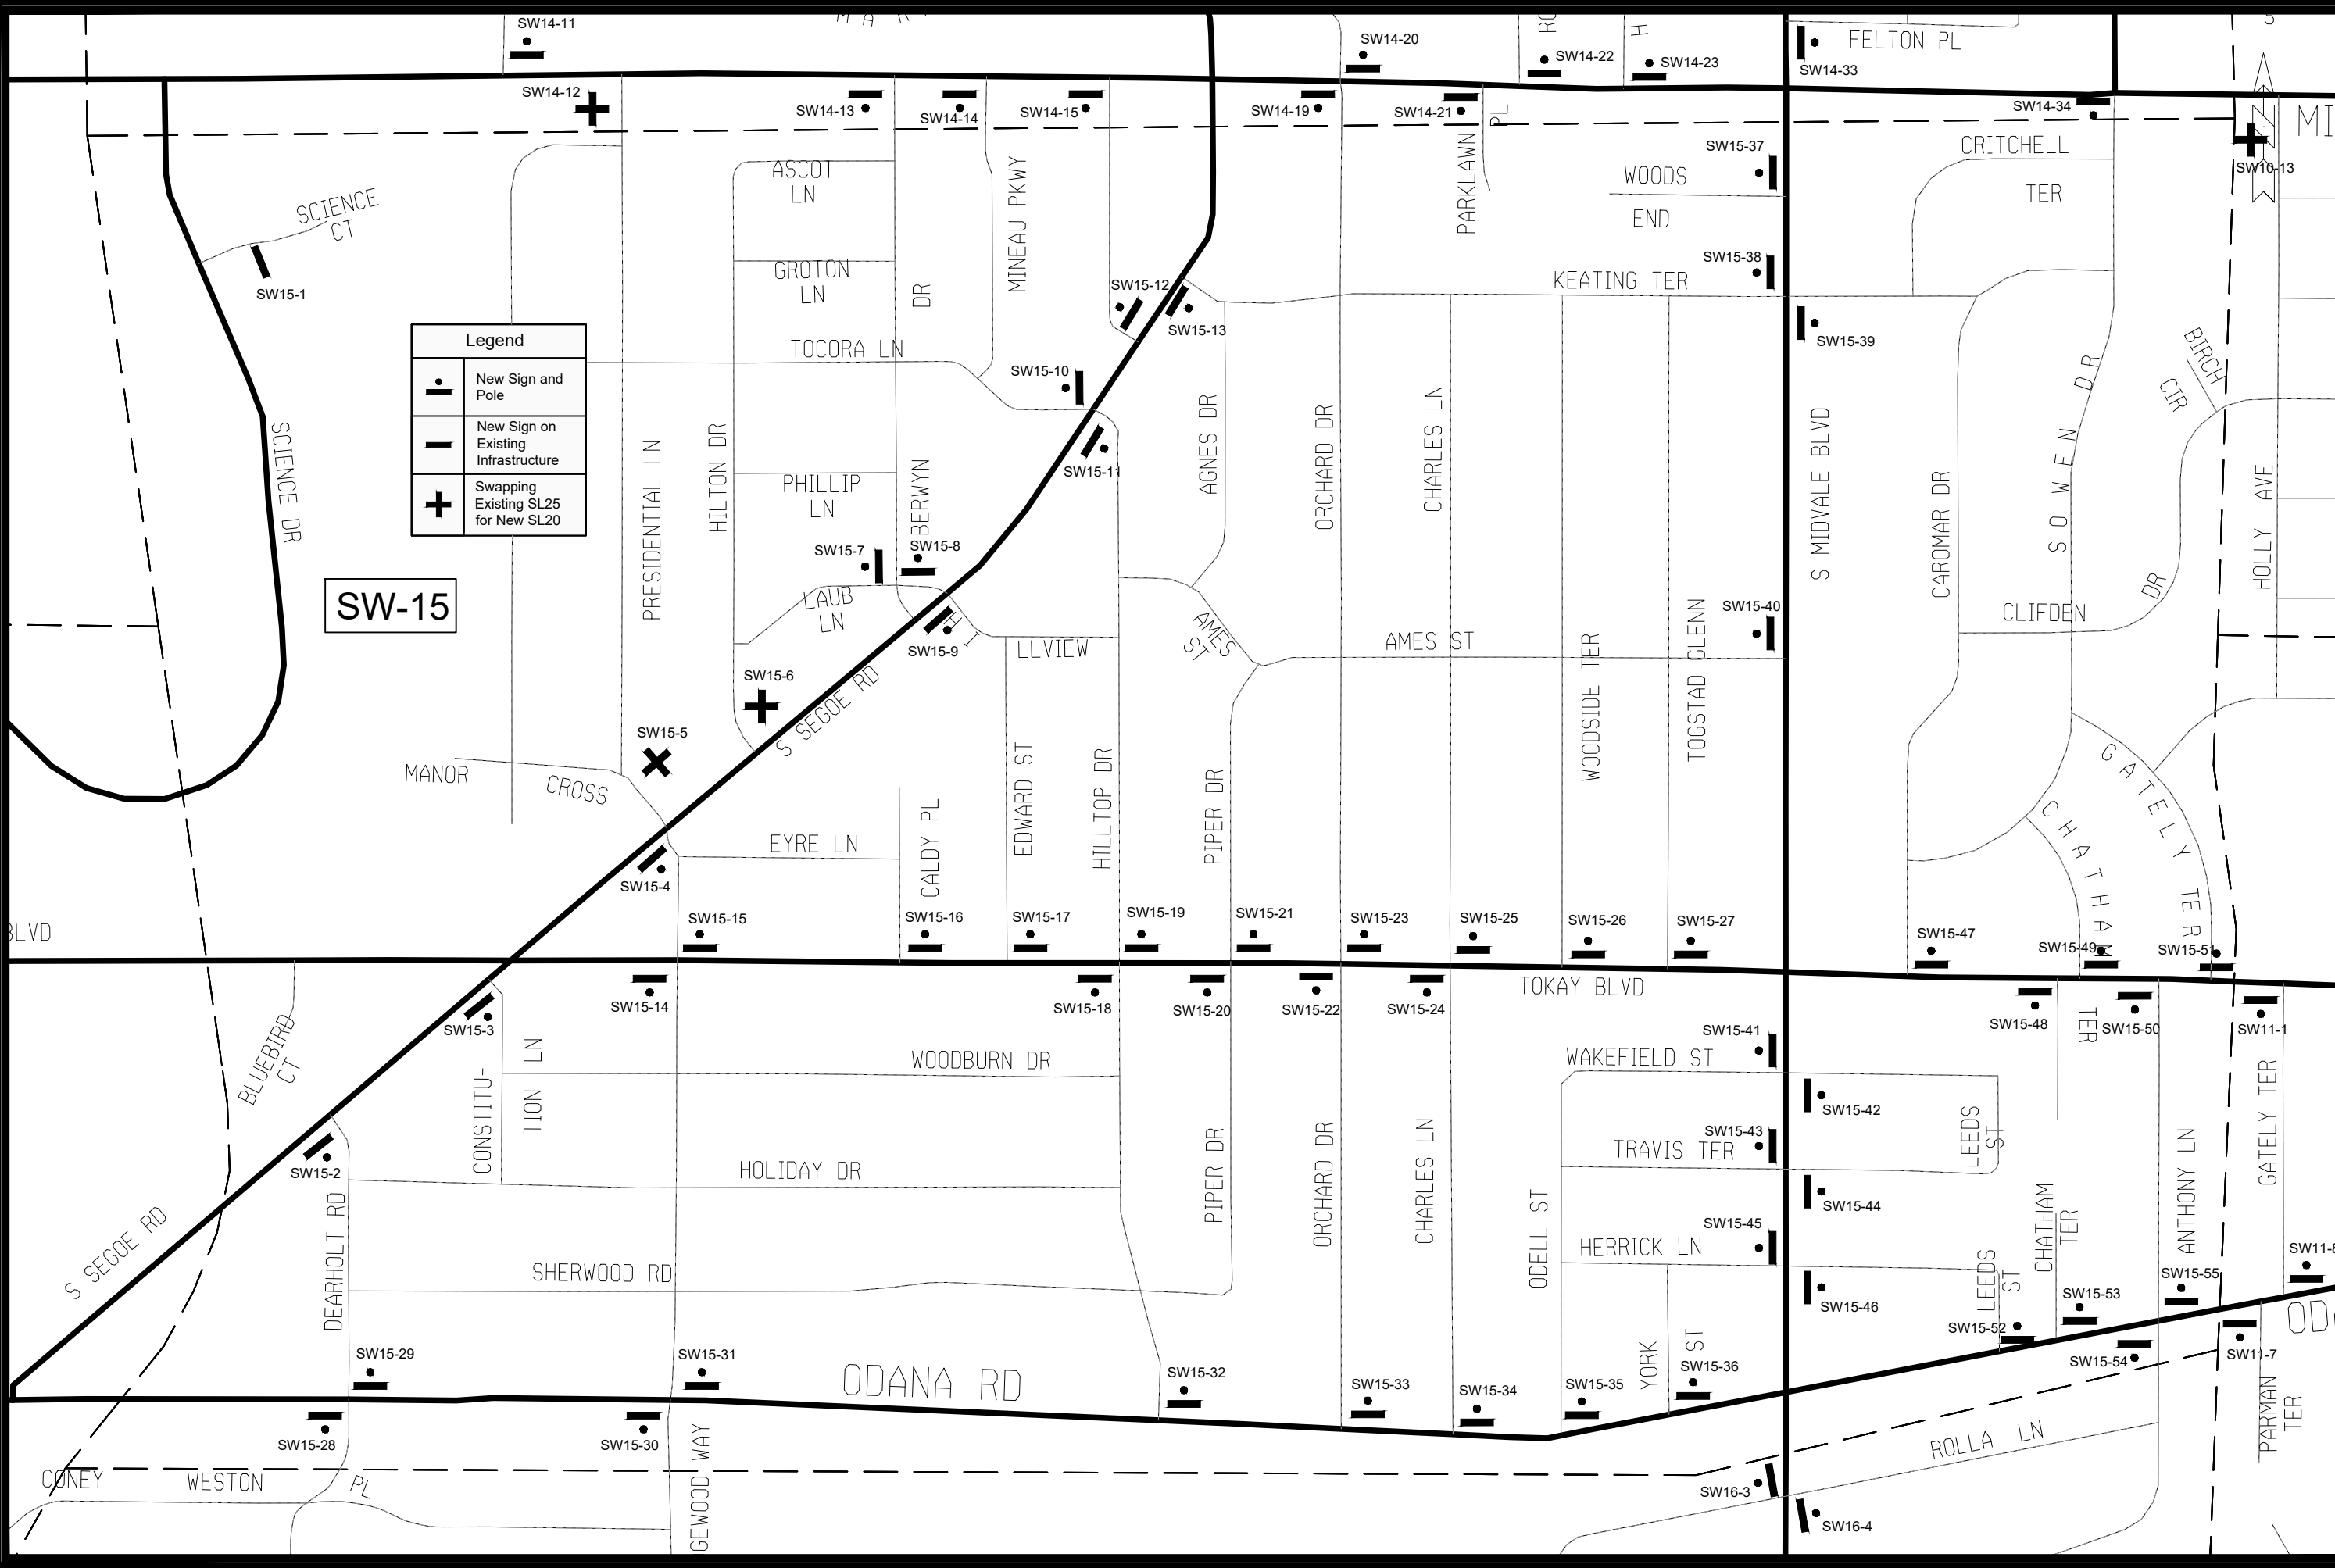 SW14-11
SW14-20
SW14-22
SW14-23
FELTON PL
SW14-33
SW14-12
SW14-13
SW14-14
SW14-15
SW14-19
SW14-21
SW14-34
MI
PL
PARKLAWN
SW15-37
WOODS
END
CRITCHELL
TER
SW10-13
SCIENCE
CT
SW15-1
ASCOT
LN
MINEAU PKWY
GROTON
LN
DR
SW15-12
SW15-13
SW15-38
KEATING TER
SW15-39
Legend
New Sign and
Pole
New Sign on
Existing
Infrastructure
Swapping
Existing SL25
for New SL20
TOCORA LN
SW15-10
SW15-11
BIRCH
CIR
SCIENCE DR
PRESIDENTIAL LN
HILTON DR
PHILLIP
LN
BERWYN
AGNES DR
ORCHARD DR
CHARLES LN
S MIDVALE BLVD
CAROMAR DR
S OWEN DR
HOLLY AVE
SW-15
SW15-7
SW15-8
LAUB
LN
SW15-9
HI
LLVIEW
AMES
ST
AMES ST
SW15-40
CLIFDEN
DR
SW15-6
S SEGOE RD
SW15-5
MANOR
CROSS
WOODSIDE TER
TOGSTAD GLENN
GATELY TER
CHATHAM
EYRE LN
CALDY PL
EDWARD ST
HILLTOP DR
PIPER DR
SW15-4
BLVD
SW15-15
SW15-16
SW15-17
SW15-19
SW15-21
SW15-23
SW15-25
SW15-26
SW15-27
SW15-47
SW15-49
SW15-51
SW15-14
SW15-18
SW15-20
SW15-22
SW15-24
TOKAY BLVD
SW15-48
TER
SW15-50
SW11-1
SW15-3
BLUEBIRD
CT
CONSTITU-
TION LN
WOODBURN DR
SW15-41
WAKEFIELD ST
SW15-42
SW15-43
TRAVIS TER
LEEDS
ST
SW15-44
SW15-2
HOLIDAY DR
PIPER DR
ORCHARD DR
CHARLES LN
ODELL ST
SW15-45
HERRICK LN
SW15-46
CHATHAM
TER
ANTHONY LN
GATELY TER
S SEGOE RD
DEARHOLT RD
SHERWOOD RD
LEEDS
ST
SW15-52
SW15-53
SW15-55
SW11-8
SW15-54
SW11-7
SW15-29
SW15-31
ODANA RD
SW15-32
SW15-33
SW15-34
SW15-35
YORK
ST
SW15-36
SW15-28
SW15-30
GEWOOD WAY
CONEY
WESTON
PL
SW16-3
SW16-4
ROLLA LN
PARMAN
TER